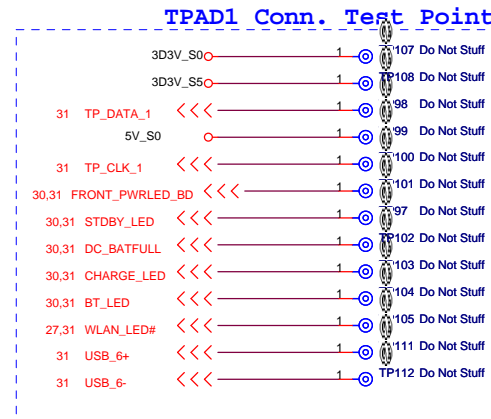 TPAD1 Conn. Test Point
3D3V_S0 1 TP107 Do Not Stuff
3D3V_S5 1 TP108 Do Not Stuff
31 TP_DATA_1 1 TP98 Do Not Stuff
5V_S0 1 TP99 Do Not Stuff
31 TP_CLK_1 1 TP100 Do Not Stuff
30,31 FRONT_PWRLED_BD 1 TP101 Do Not Stuff
30,31 STDBY_LED 1 TP97 Do Not Stuff
30,31 DC_BATFULL 1 TP102 Do Not Stuff
30,31 CHARGE_LED 1 TP103 Do Not Stuff
30,31 BT_LED 1 TP104 Do Not Stuff
27,31 WLAN_LED# 1 TP105 Do Not Stuff
31 USB_6+ 1 TP111 Do Not Stuff
31 USB_6- 1 TP112 Do Not Stuff